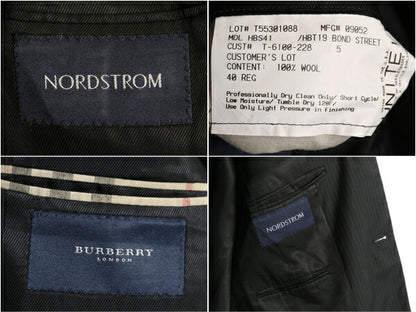 NORDSTROM
LOT# T55301088 MFG# 09052
MDL HBS41 /HBT19 BOND STREET
CUST# T-6100-228 5
CUSTOMER'S LOT
CONTENT: 100% WOOL
40 REG
Professionally Dry Clean Only/ Short Cycle/
Low Moisture/ Tumble Dry 120F/
Use Only Light Pressure in Finishing
BURBERRY
LONDON
NORDSTROM